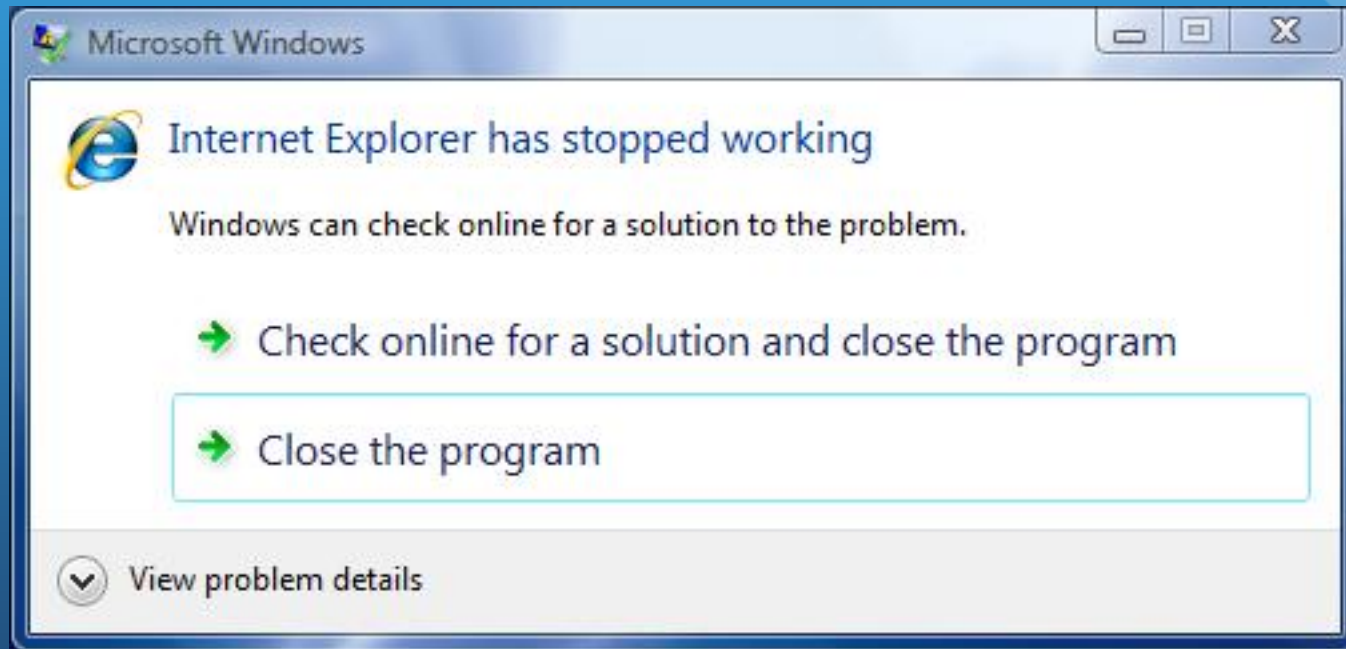 Microsoft Windows
Internet Explorer has stopped working
Windows can check online for a solution to the problem.
Check online for a solution and close the program
Close the program
View problem details